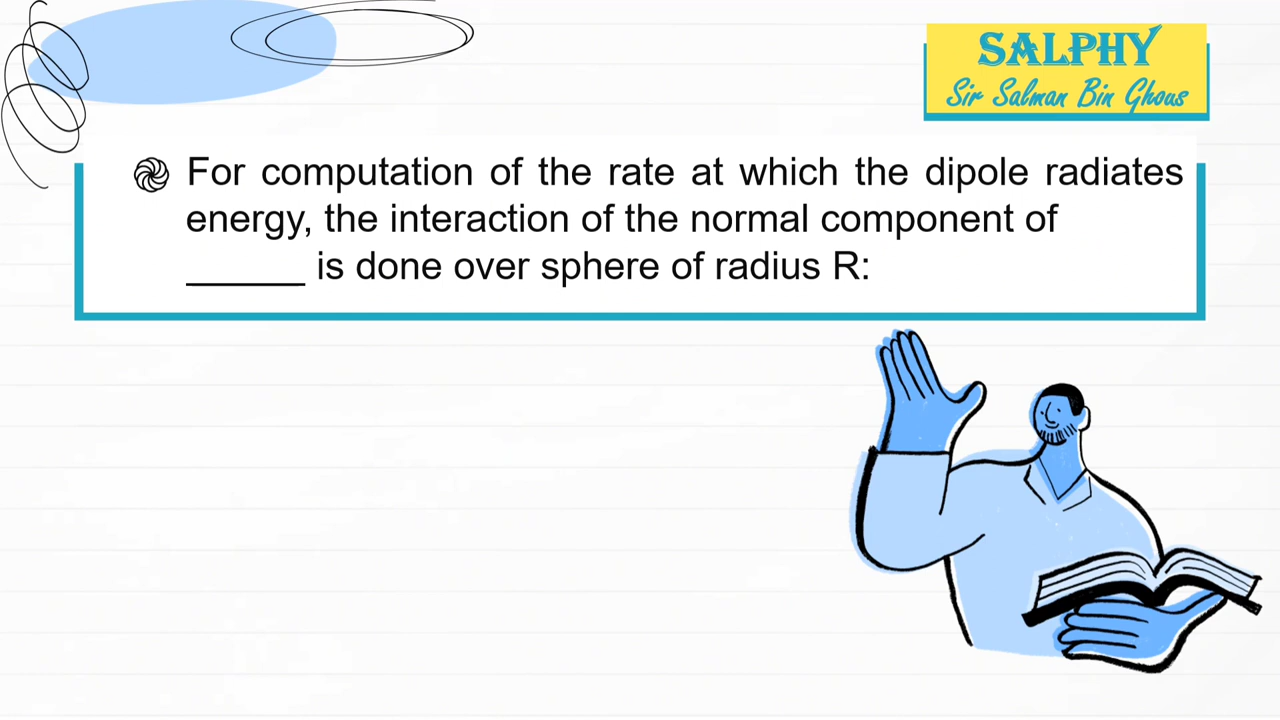 SALPHY
Sir Salman Bin Ghous
For computation of the rate at which the dipole radiates
energy, the interaction of the normal component of
______ is done over sphere of radius R: